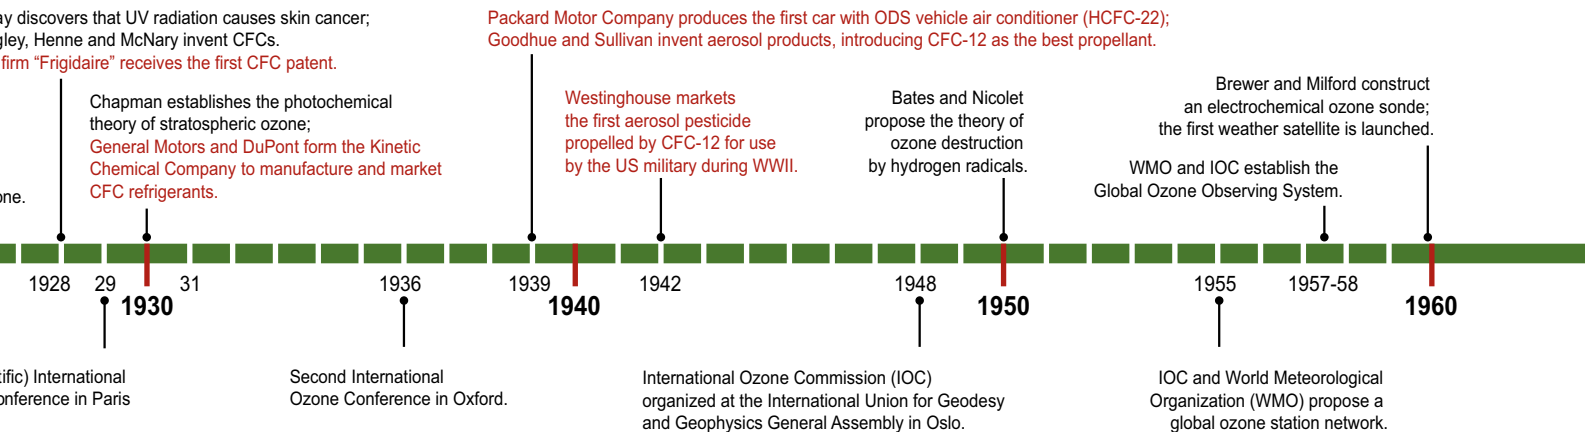 ay discovers that UV radiation causes skin cancer;
gley, Henne and McNary invent CFCs.
firm “Frigidaire” receives the first CFC patent.
Packard Motor Company produces the first car with ODS vehicle air conditioner (HCFC-22);
Goodhue and Sullivan invent aerosol products, introducing CFC-12 as the best propellant.
Chapman establishes the photochemical
theory of stratospheric ozone;
General Motors and DuPont form the Kinetic
Chemical Company to manufacture and market
CFC refrigerants.
one.
Westinghouse markets
the first aerosol pesticide
propelled by CFC-12 for use
by the US military during WWII.
Bates and Nicolet
propose the theory of
ozone destruction
by hydrogen radicals.
Brewer and Milford construct
an electrochemical ozone sonde;
the first weather satellite is launched.
WMO and IOC establish the
Global Ozone Observing System.
1928 29 31 1936 1939 1942 1948 1955 1957-58
1930 1940 1950 1960
tific) International
onference in Paris
Second International
Ozone Conference in Oxford.
International Ozone Commission (IOC)
organized at the International Union for Geodesy
and Geophysics General Assembly in Oslo.
IOC and World Meteorological
Organization (WMO) propose a
global ozone station network.